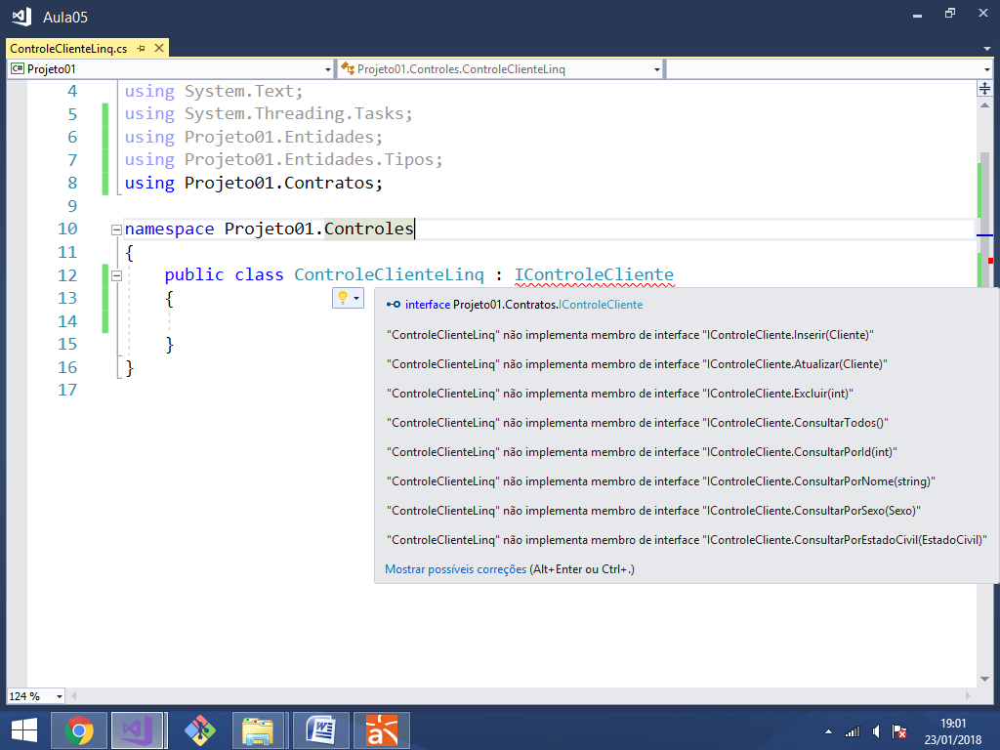 Aula05
ControleClienteLinq.cs
C# Projeto01
Projeto01.Controles.ControleClienteLinq
4 using System.Text;
5 using System.Threading.Tasks;
6 using Projeto01.Entidades;
7 using Projeto01.Entidades.Tipos;
8 using Projeto01.Contratos;
9
10 namespace Projeto01.Controles
11 {
12 public class ControleClienteLinq : IControleCliente
13 {
14
15 }
16 }
17
interface Projeto01.Contratos.IControleCliente
"ControleClienteLinq" não implementa membro de interface "IControleCliente.Inserir(Cliente)"
"ControleClienteLinq" não implementa membro de interface "IControleCliente.Atualizar(Cliente)"
"ControleClienteLinq" não implementa membro de interface "IControleCliente.Excluir(int)"
"ControleClienteLinq" não implementa membro de interface "IControleCliente.ConsultarTodos()"
"ControleClienteLinq" não implementa membro de interface "IControleCliente.ConsultarPorId(int)"
"ControleClienteLinq" não implementa membro de interface "IControleCliente.ConsultarPorNome(string)"
"ControleClienteLinq" não implementa membro de interface "IControleCliente.ConsultarPorSexo(Sexo)"
"ControleClienteLinq" não implementa membro de interface "IControleCliente.ConsultarPorEstadoCivil(EstadoCivil)"
Mostrar possíveis correções (Alt+Enter ou Ctrl+.)
124 %
19:01
23/01/2018